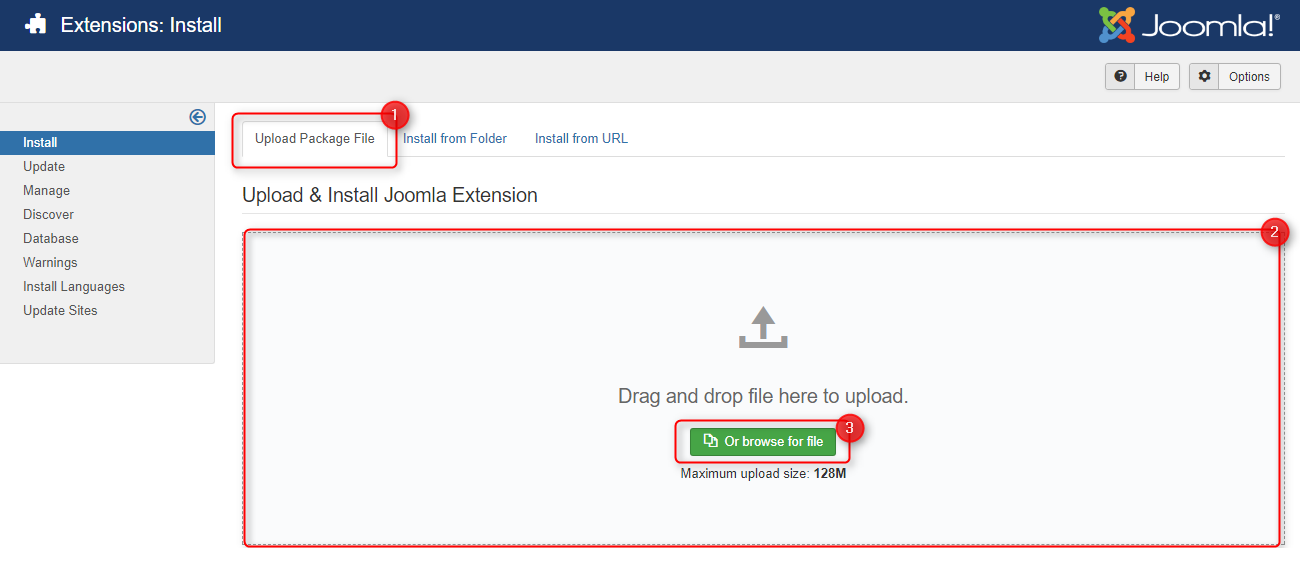 Extensions: Install
Joomla!®
Help
Options
Install
Update
Manage
Discover
Database
Warnings
Install Languages
Update Sites
1
Upload Package File
Install from Folder
Install from URL
Upload & Install Joomla Extension
2
Drag and drop file here to upload.
3
Or browse for file
Maximum upload size: 128M